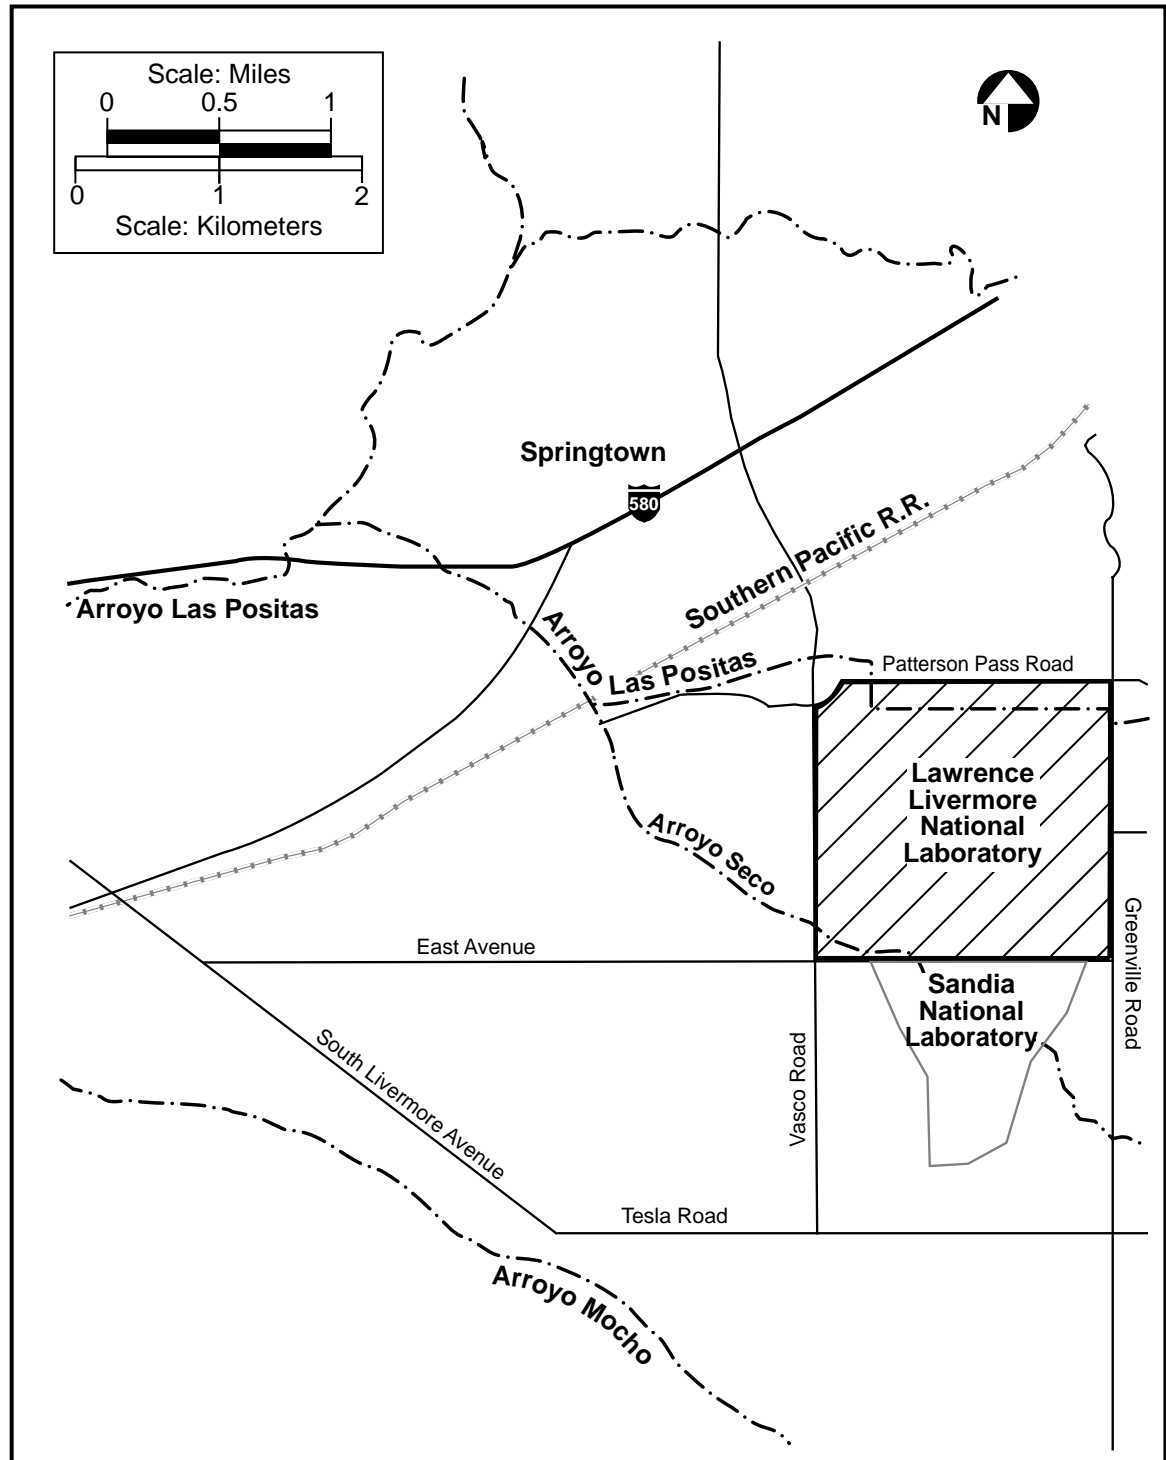 Scale: Miles
0 0.5 1
0 1 2
Scale: Kilometers
N
Springtown
580
Southern Pacific R.R.
Arroyo Las Positas
Arroyo
Las Positas
Patterson Pass Road
Lawrence
Livermore
National
Laboratory
Arroyo Seco
Greenville Road
East Avenue
Sandia
National
Laboratory
South Livermore Avenue
Vasco Road
Tesla Road
Arroyo Mocho